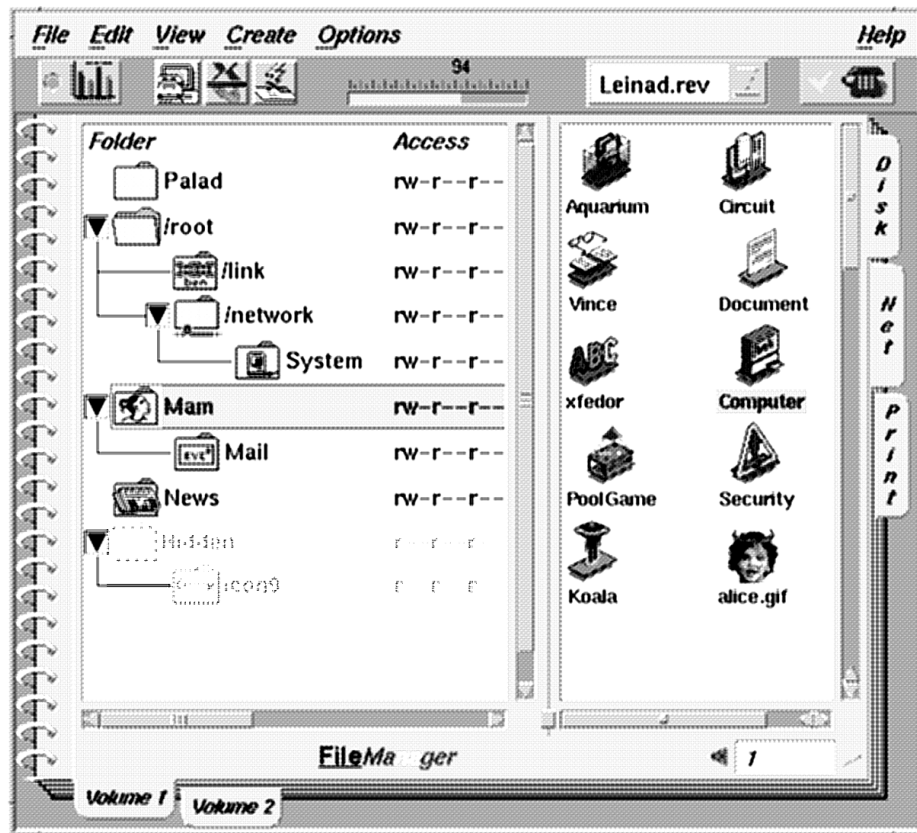 File Edit View Create Options Help
94
Leinad.rev
Folder Access
Palad rw-r--r--
/root rw-r--r--
/link rw-r--r--
/network rw-r--r--
System rw-r--r--
Mam rw-r--r--
Mail rw-r--r--
News rw-r--r--
Hidden r--r--r--
Aquarium Circuit
Vince Document
ABC
xfedor Computer
PoolGame Security
Koala alice.gif
Disk
Net
Print
1
Volume 1 Volume 2